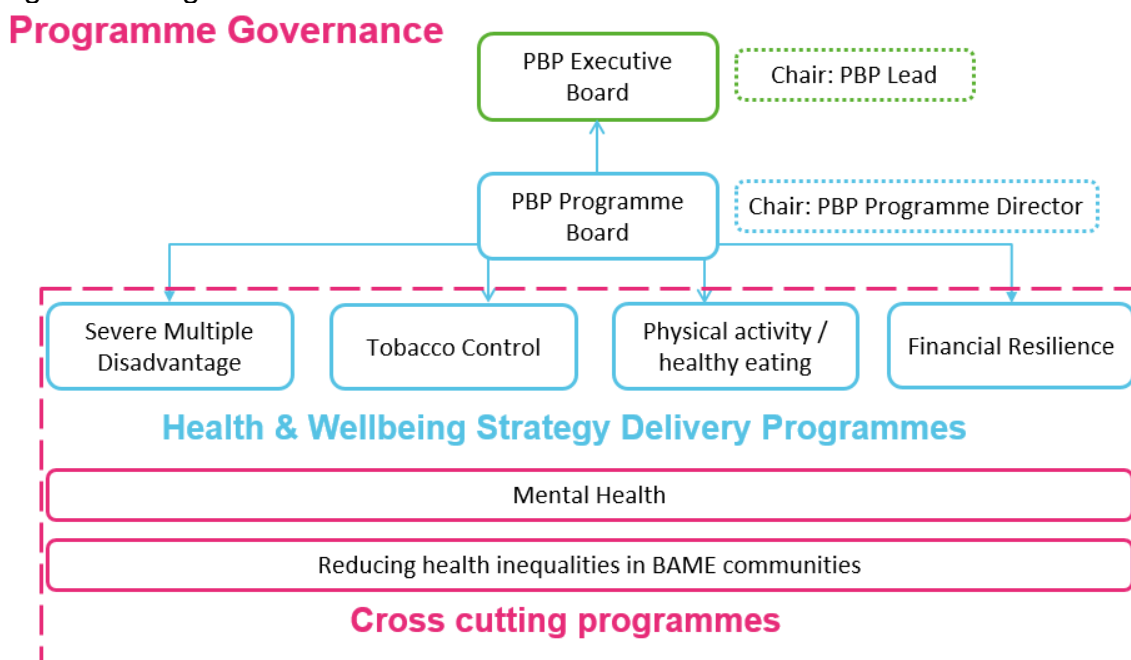 Programme Governance
PBP Executive
Board
Chair: PBP Lead
PBP Programme
Board
Chair: PBP Programme Director
Severe Multiple
Disadvantage
Tobacco Control
Physical activity /
healthy eating
Financial Resilience
Health & Wellbeing Strategy Delivery Programmes
Mental Health
Reducing health inequalities in BAME communities
Cross cutting programmes